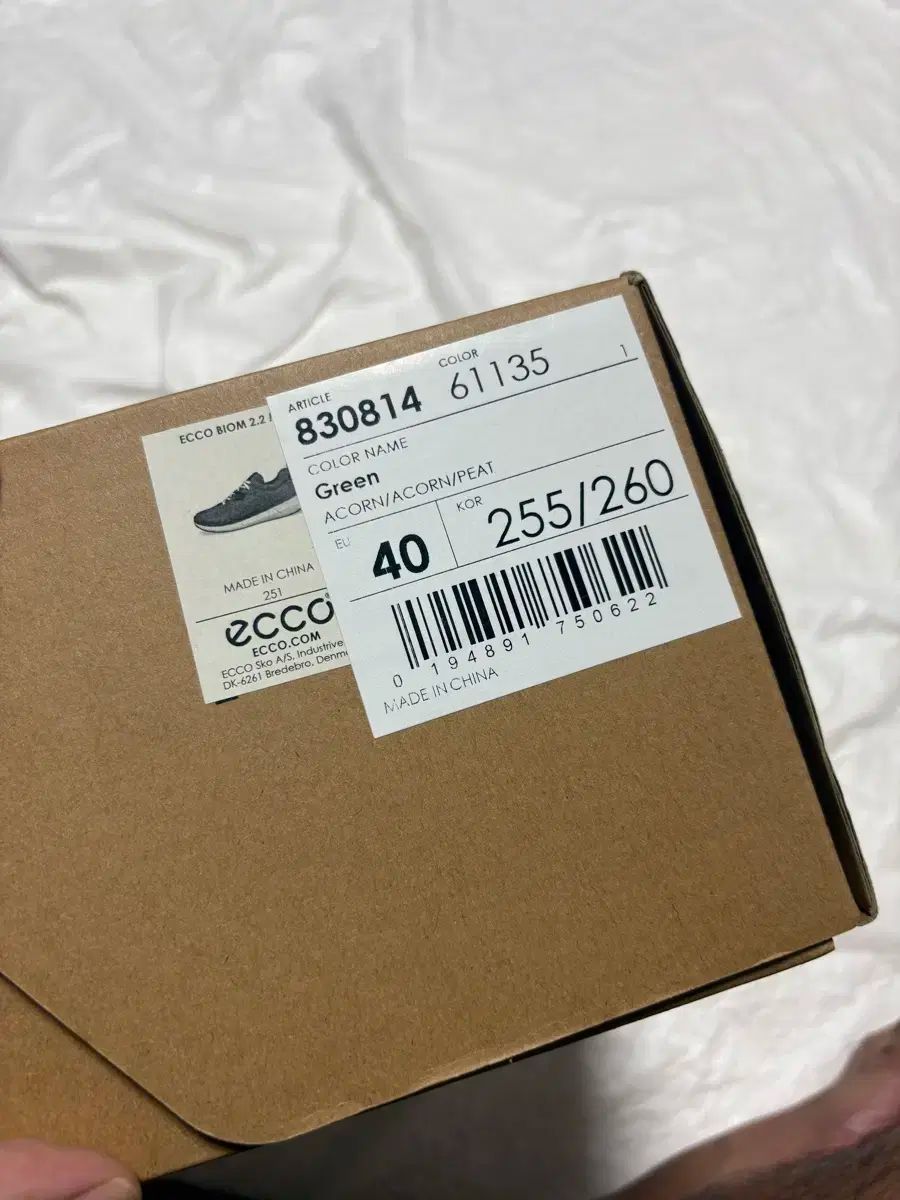 ECCO BIOM 2.2
MADE IN CHINA
251
ecco
ECCO.COM
ECCO Sko A/S, Industrive
DK-6261 Bredebro, Denm
ARTICLE
830814
COLOR
61135
1
COLOR NAME
Green
ACORN/ACORN/PEAT
EU
40
KOR
255/260
0 194891 750622
MADE IN CHINA